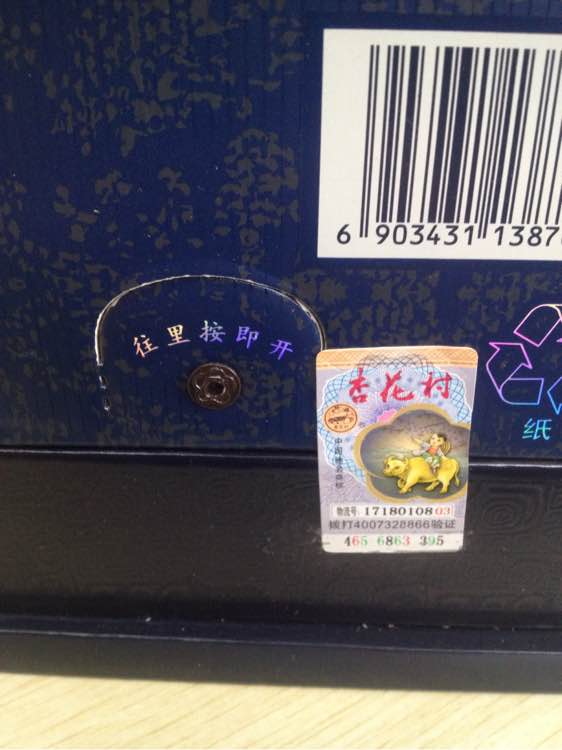 6 903431 1387
往里按即开
杏花村
中国驰名商标
纸
物流号: 1718010803
拨打4007328866验证
465 6863 395